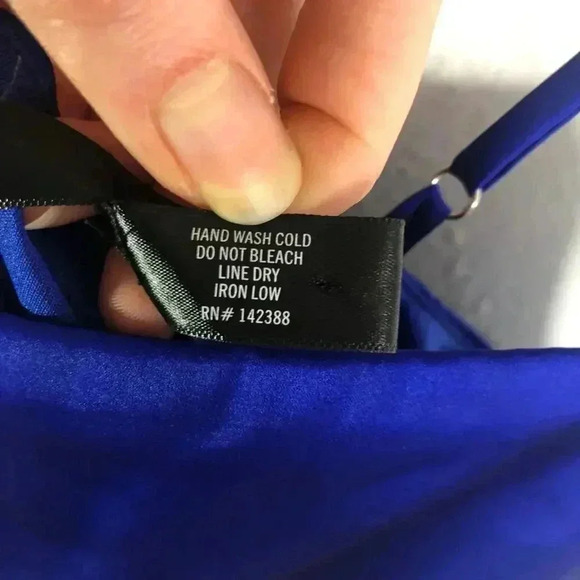 HAND WASH COLD
DO NOT BLEACH
LINE DRY
IRON LOW
RN# 142388